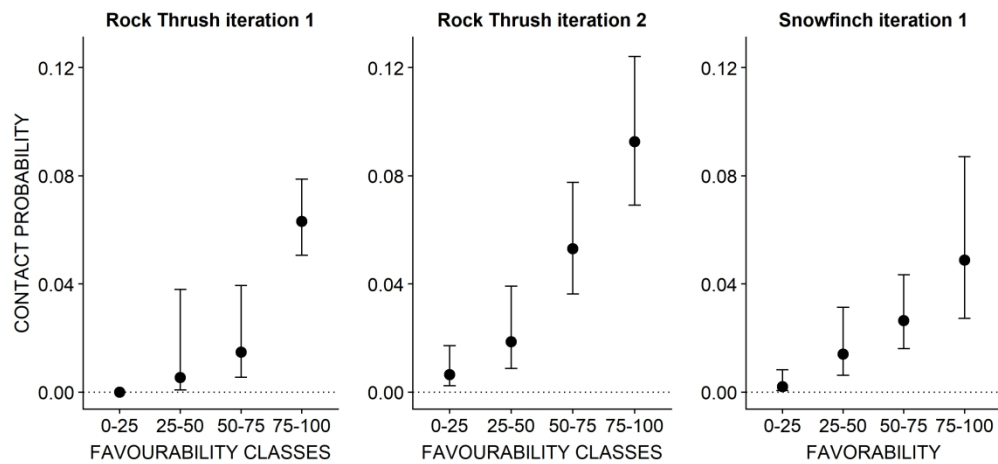 Rock Thrush iteration 1
Rock Thrush iteration 2
Snowfinch iteration 1
CONTACT PROBABILITY
0.12
0.08
0.04
0.00
0-25 25-50 50-75 75-100
FAVOURABILITY CLASSES
0.12
0.08
0.04
0.00
0-25 25-50 50-75 75-100
FAVOURABILITY CLASSES
0.12
0.08
0.04
0.00
0-25 25-50 50-75 75-100
FAVORABILITY